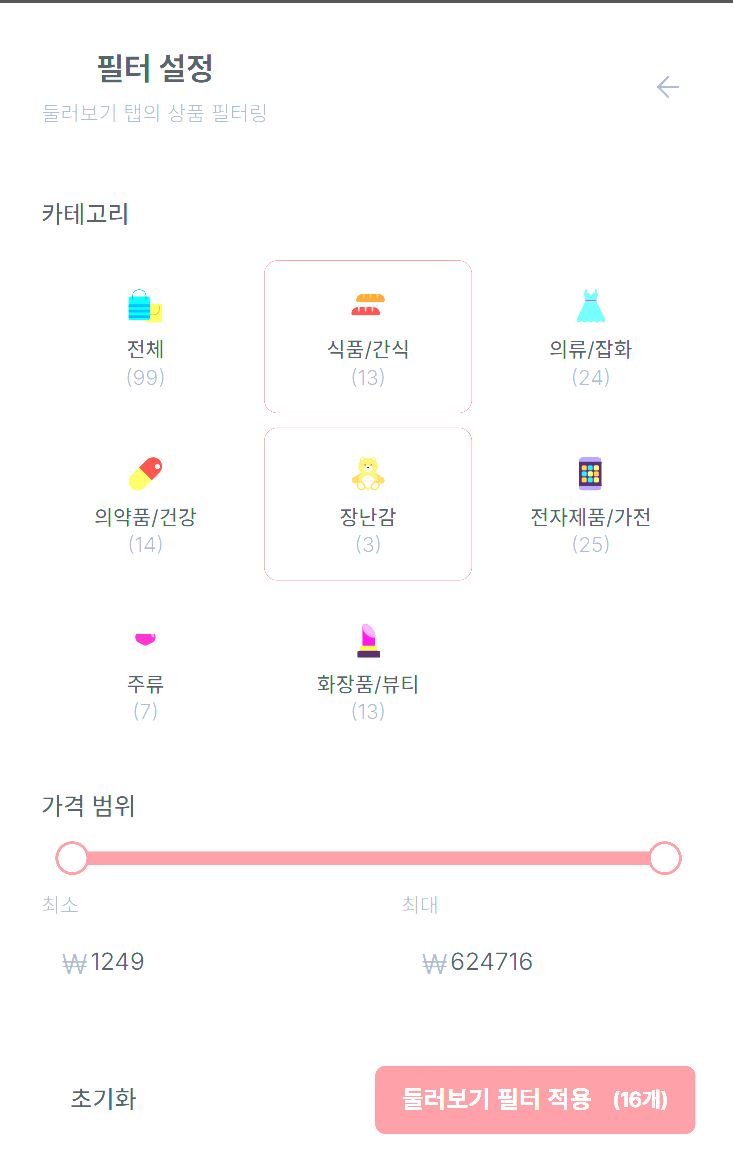 필터 설정
둘러보기 탭의 상품 필터링
카테고리
전체
(99)
식품/간식
(13)
의류/잡화
(24)
의약품/건강
(14)
장난감
(3)
전자제품/가전
(25)
주류
(7)
화장품/뷰티
(13)
가격 범위
최소
최대
₩1249
₩624716
초기화
둘러보기 필터 적용 (16개)